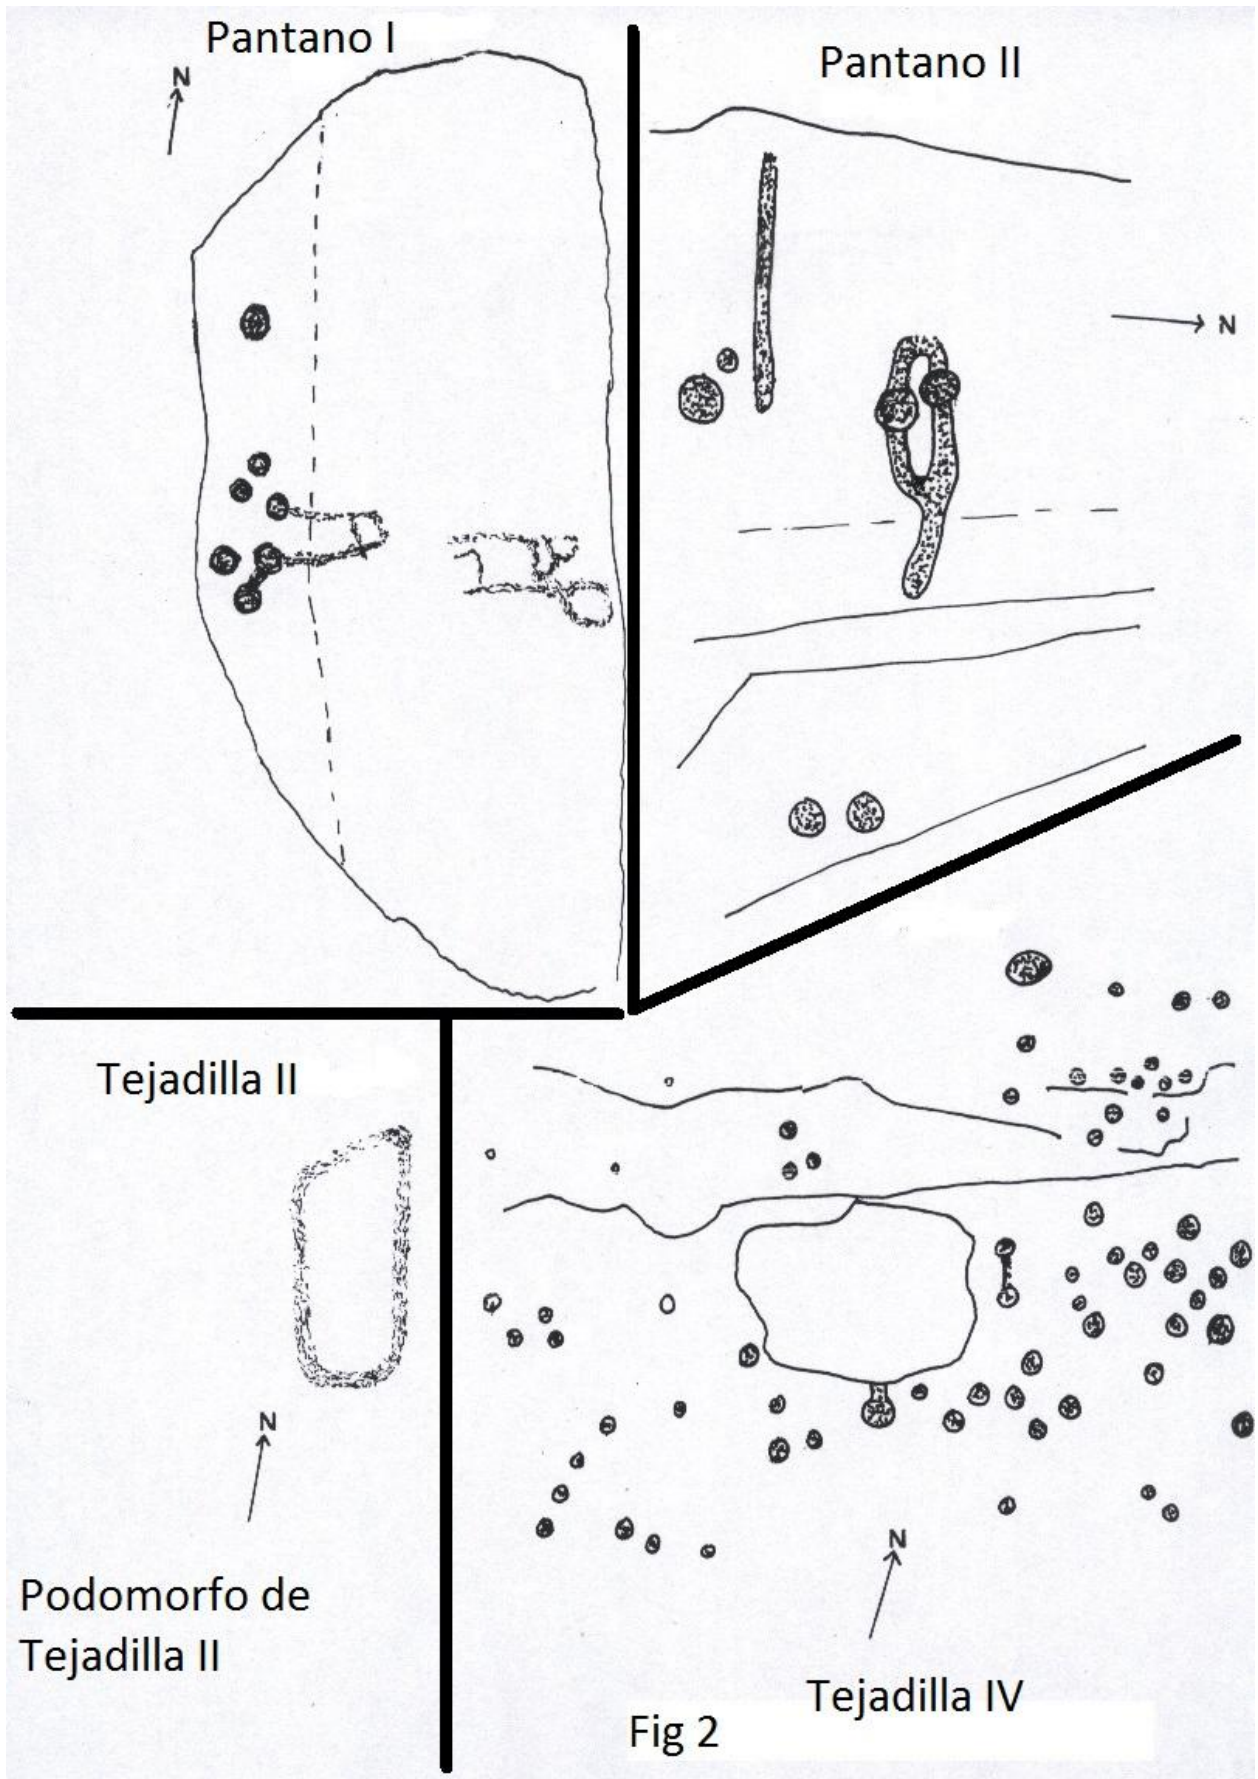 Pantano I
N
Pantano II
N
Tejadilla II
N
Podomorfo de
Tejadilla II
N
Tejadilla IV
Fig 2